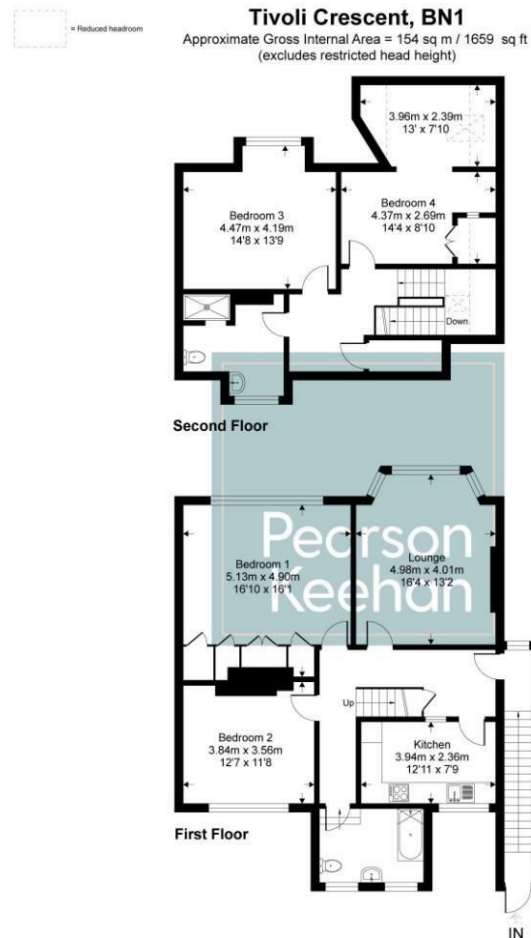 = Reduced headroom
Tivoli Crescent, BN1
Approximate Gross Internal Area = 154 sq m / 1659 sq ft
(excludes restricted head height)
3.96m x 2.39m
13' x 7'10
Bedroom 3
4.47m x 4.19m
14'8 x 13'9
Bedroom 4
4.37m x 2.69m
14'4 x 8'10
Down
Second Floor
Pearson
Keehan
Bedroom 1
5.13m x 4.90m
16'10 x 16'1
Lounge
4.98m x 4.01m
16'4 x 13'2
Up
Bedroom 2
3.84m x 3.56m
12'7 x 11'8
Kitchen
3.94m x 2.36m
12'11 x 7'9
First Floor
IN